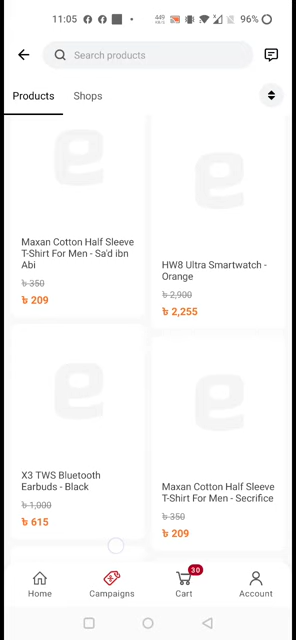 11:05
449
KB/S
96%
Search products
Products
Shops
Maxan Cotton Half Sleeve
T-Shirt For Men - Sa'd ibn
Abi
৳ 350
৳ 209
HW8 Ultra Smartwatch -
Orange
৳ 2,900
৳ 2,255
X3 TWS Bluetooth
Earbuds - Black
৳ 1,000
৳ 615
Maxan Cotton Half Sleeve
T-Shirt For Men - Secrifice
৳ 350
৳ 209
Home
Campaigns
30
Cart
Account